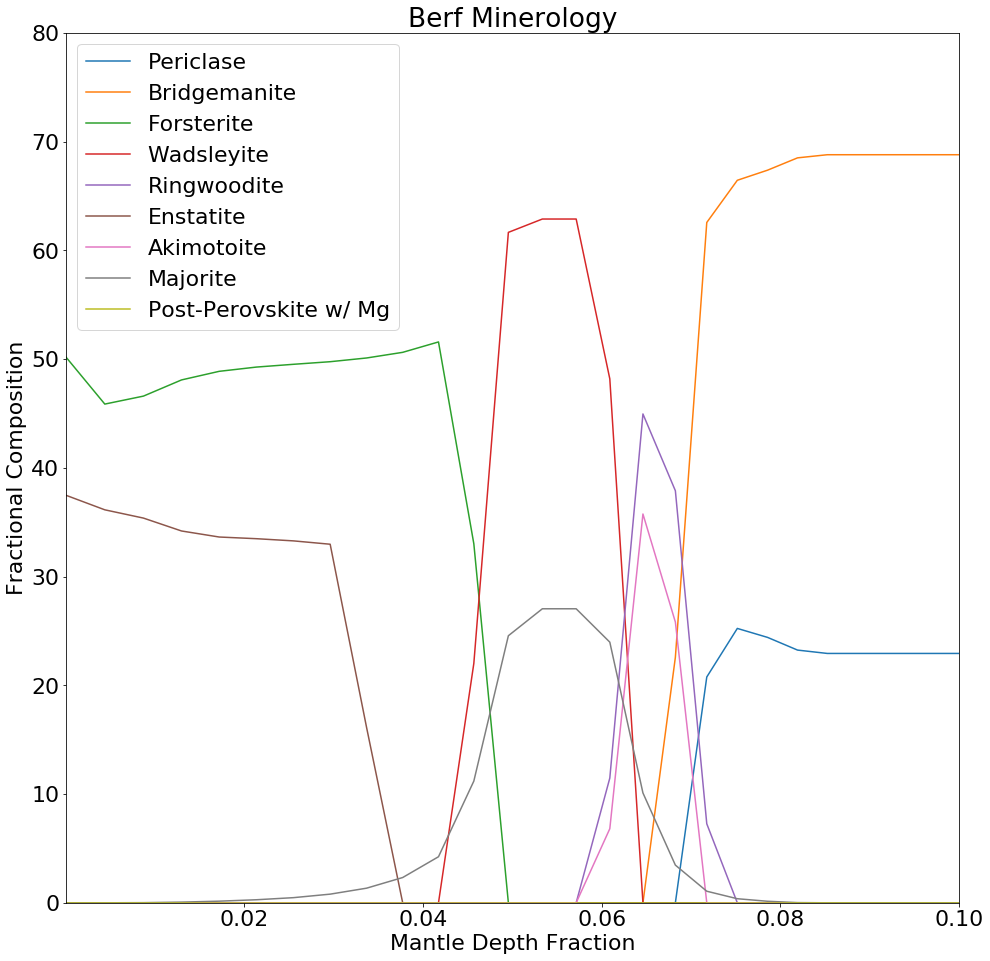 Berf Minerology
80
70
60
50
40
30
20
10
0
Fractional Composition
Periclase
Bridgemanite
Forsterite
Wadsleyite
Ringwoodite
Enstatite
Akimotoite
Majorite
Post-Perovskite w/ Mg
0.02 0.04 0.06 0.08 0.10
Mantle Depth Fraction